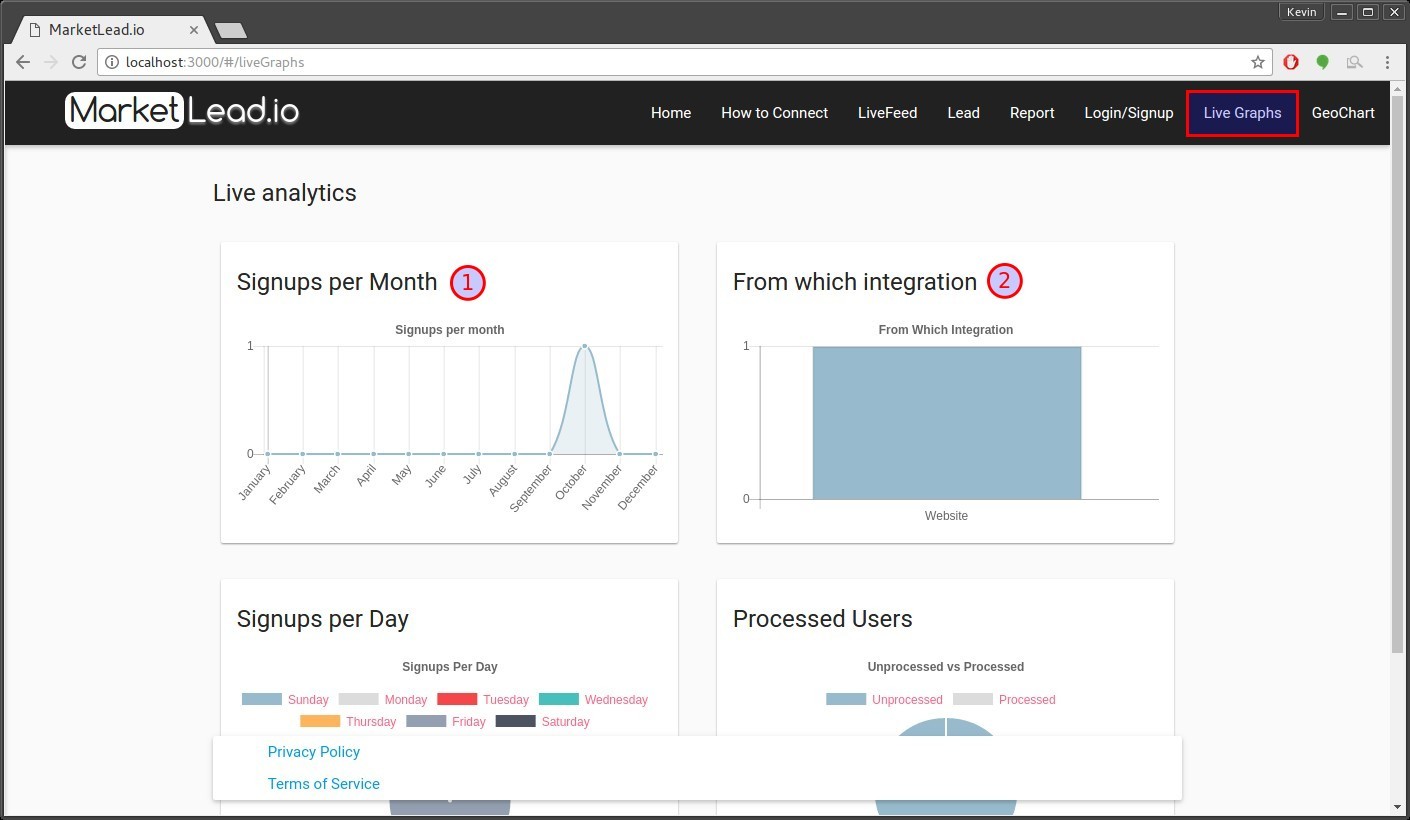 Kevin
MarketLead.io
localhost:3000/#/liveGraphs
Market Lead.io
Home How to Connect LiveFeed Lead Report Login/Signup Live Graphs GeoChart
Live analytics
Signups per Month 1
Signups per month
1
0
January February March April May June July August September October November December
From which integration 2
From Which Integration
1
0
Website
Signups per Day
Signups Per Day
Sunday Monday Tuesday Wednesday
Thursday Friday Saturday
Processed Users
Unprocessed vs Processed
Unprocessed Processed
Privacy Policy
Terms of Service